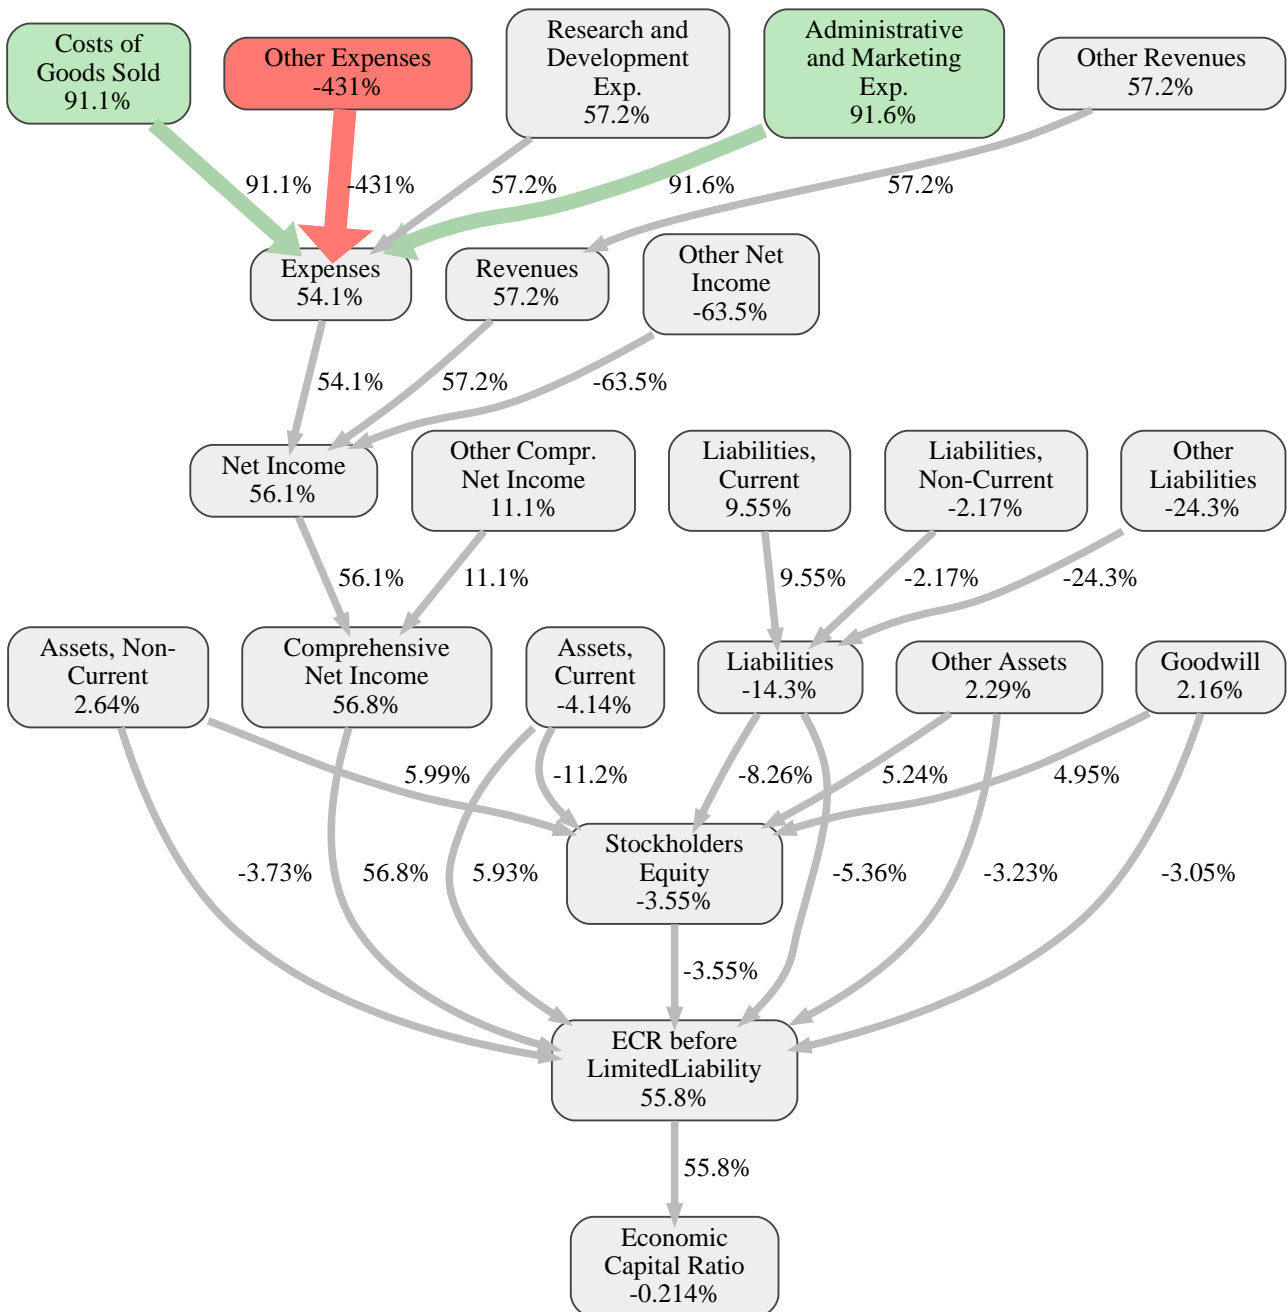 Costs of
Goods Sold
91.1%
Other Expenses
-431%
Research and
Development
Exp.
57.2%
Administrative
and Marketing
Exp.
91.6%
Other Revenues
57.2%
91.1%
-431%
57.2%
91.6%
57.2%
Expenses
54.1%
Revenues
57.2%
Other Net
Income
-63.5%
54.1%
57.2%
-63.5%
Net Income
56.1%
Other Compr.
Net Income
11.1%
Liabilities,
Current
9.55%
Liabilities,
Non-Current
-2.17%
Other
Liabilities
-24.3%
56.1%
11.1%
9.55%
-2.17%
-24.3%
Assets, Non-
Current
2.64%
Comprehensive
Net Income
56.8%
Assets,
Current
-4.14%
Liabilities
-14.3%
Other Assets
2.29%
Goodwill
2.16%
5.99%
-11.2%
-8.26%
5.24%
4.95%
Stockholders
Equity
-3.55%
-3.73%
56.8%
5.93%
-5.36%
-3.23%
-3.05%
-3.55%
ECR before
LimitedLiability
55.8%
55.8%
Economic
Capital Ratio
-0.214%